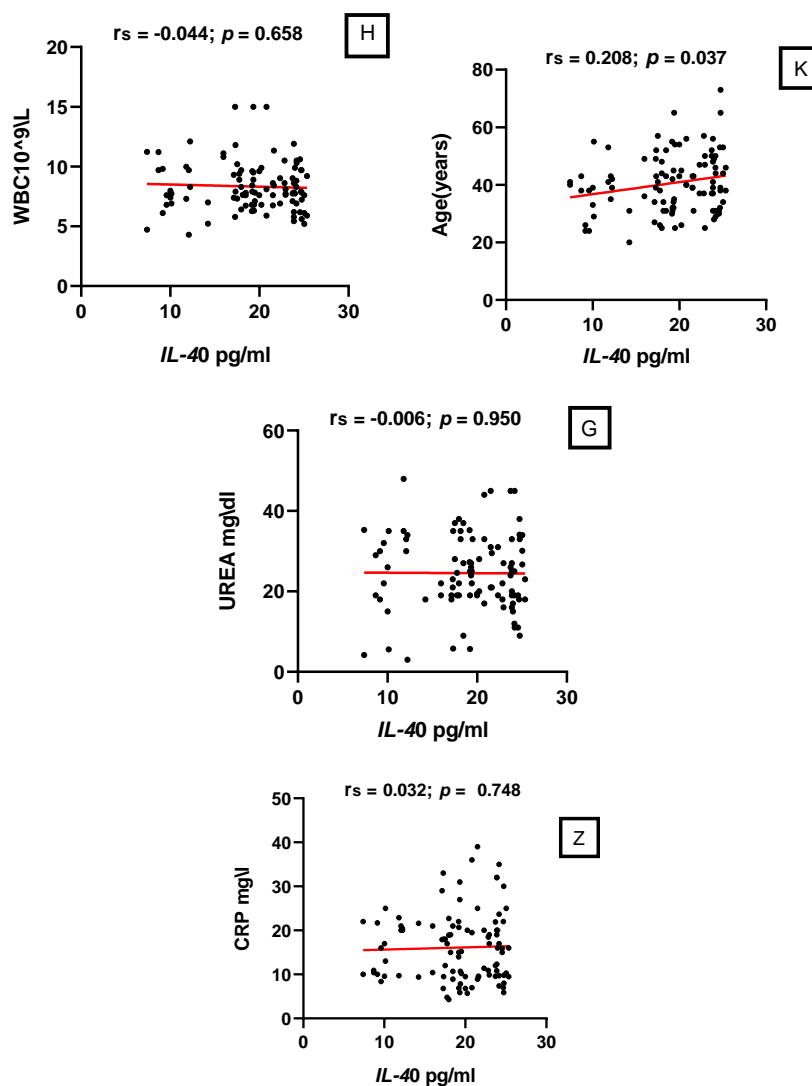 rs = -0.044; p = 0.658
H
WBC10^9\L
20
15
10
5
0
0 10 20 30
IL-40 pg/ml
rs = 0.208; p = 0.037
K
Age(years)
80
60
40
20
0
0 10 20 30
IL-40 pg/ml
rs = -0.006; p = 0.950
G
UREA mg\dl
60
40
20
0
0 10 20 30
IL-40 pg/ml
rs = 0.032; p = 0.748
Z
CRP mg\l
50
40
30
20
10
0
0 10 20 30
IL-40 pg/ml